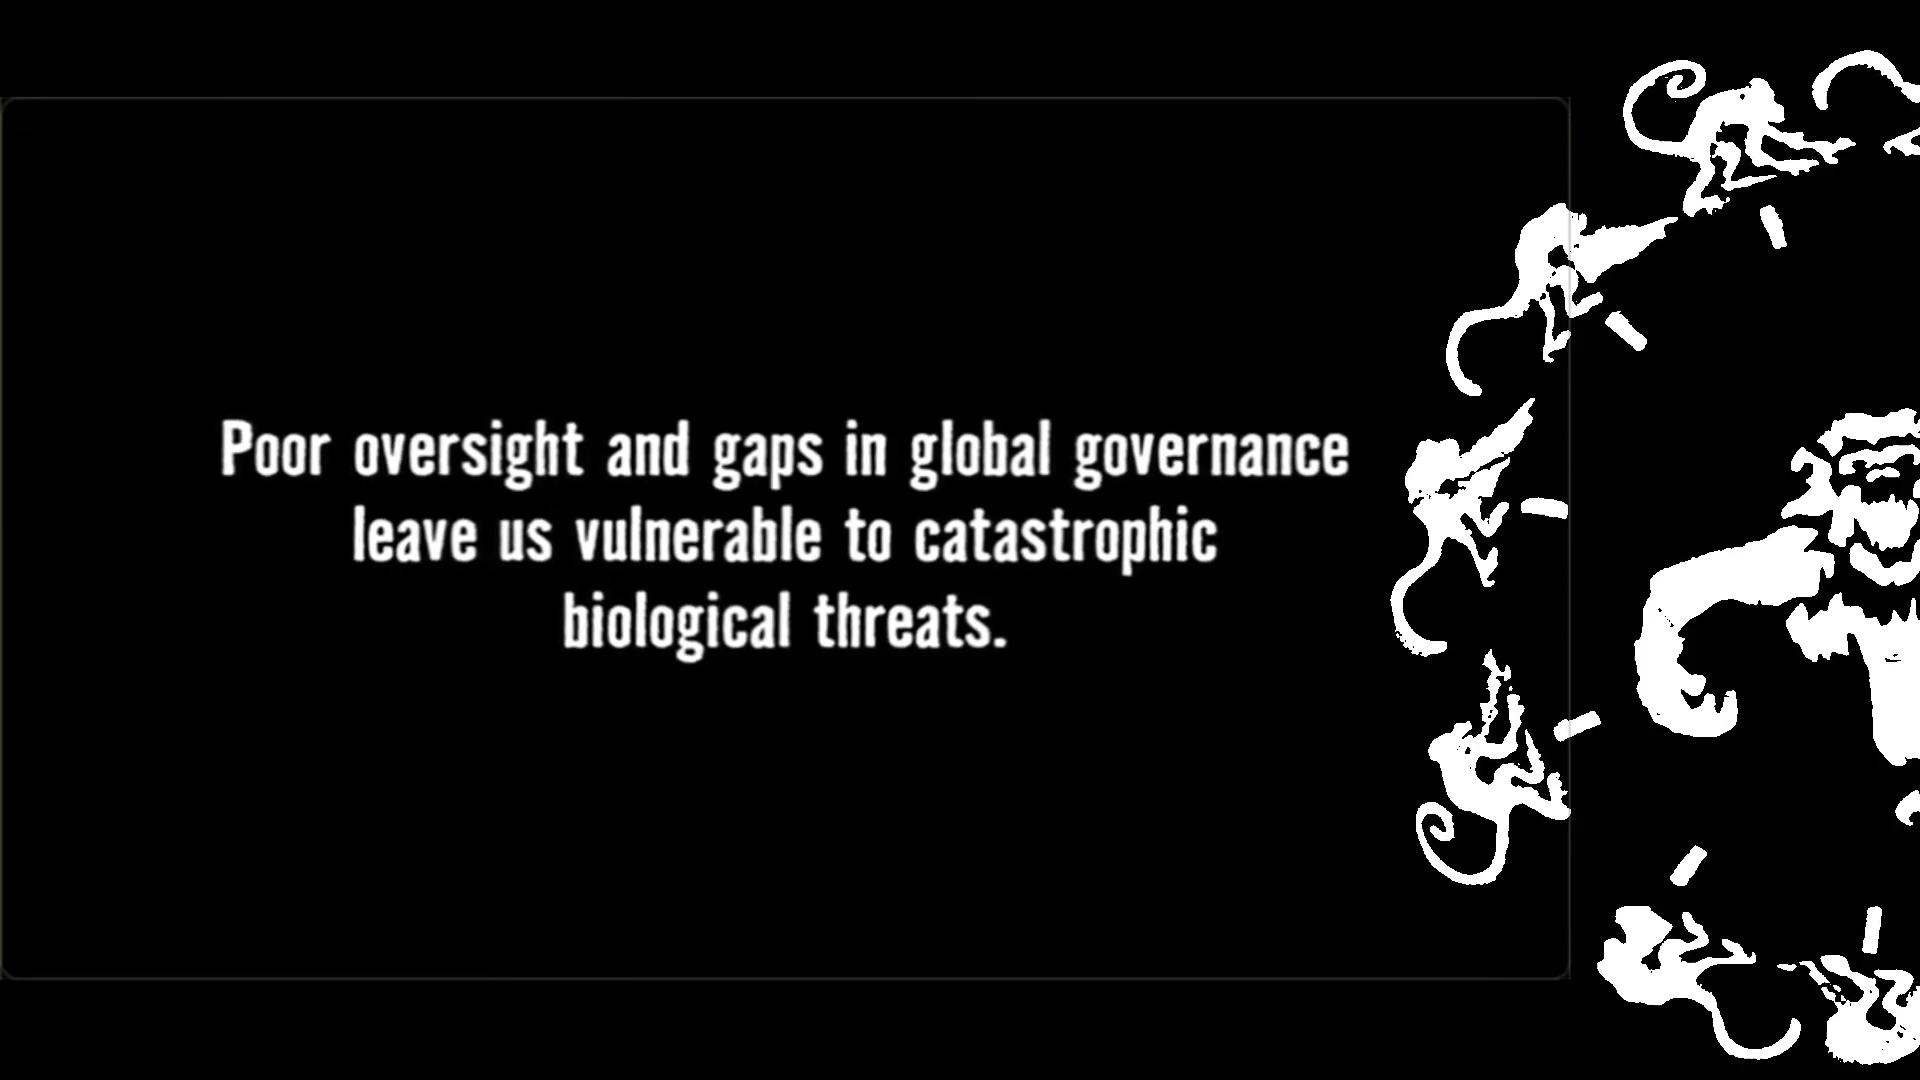 Poor oversight and gaps in global governance
leave us vulnerable to catastrophic
biological threats.